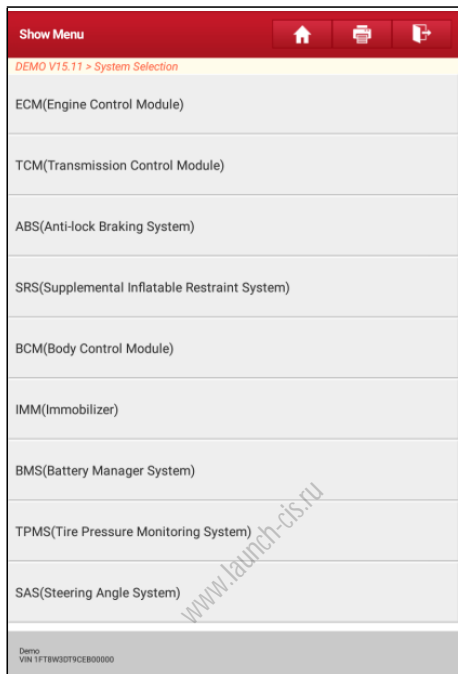 Show Menu
DEMO V15.11 > System Selection
ECM(Engine Control Module)
TCM(Transmission Control Module)
ABS(Anti-lock Braking System)
SRS(Supplemental Inflatable Restraint System)
BCM(Body Control Module)
IMM(Immobilizer)
BMS(Battery Manager System)
TPMS(Tire Pressure Monitoring System)
SAS(Steering Angle System)
www.launch-cis.ru
Demo
VIN 1FT8W3DT9CEB00000